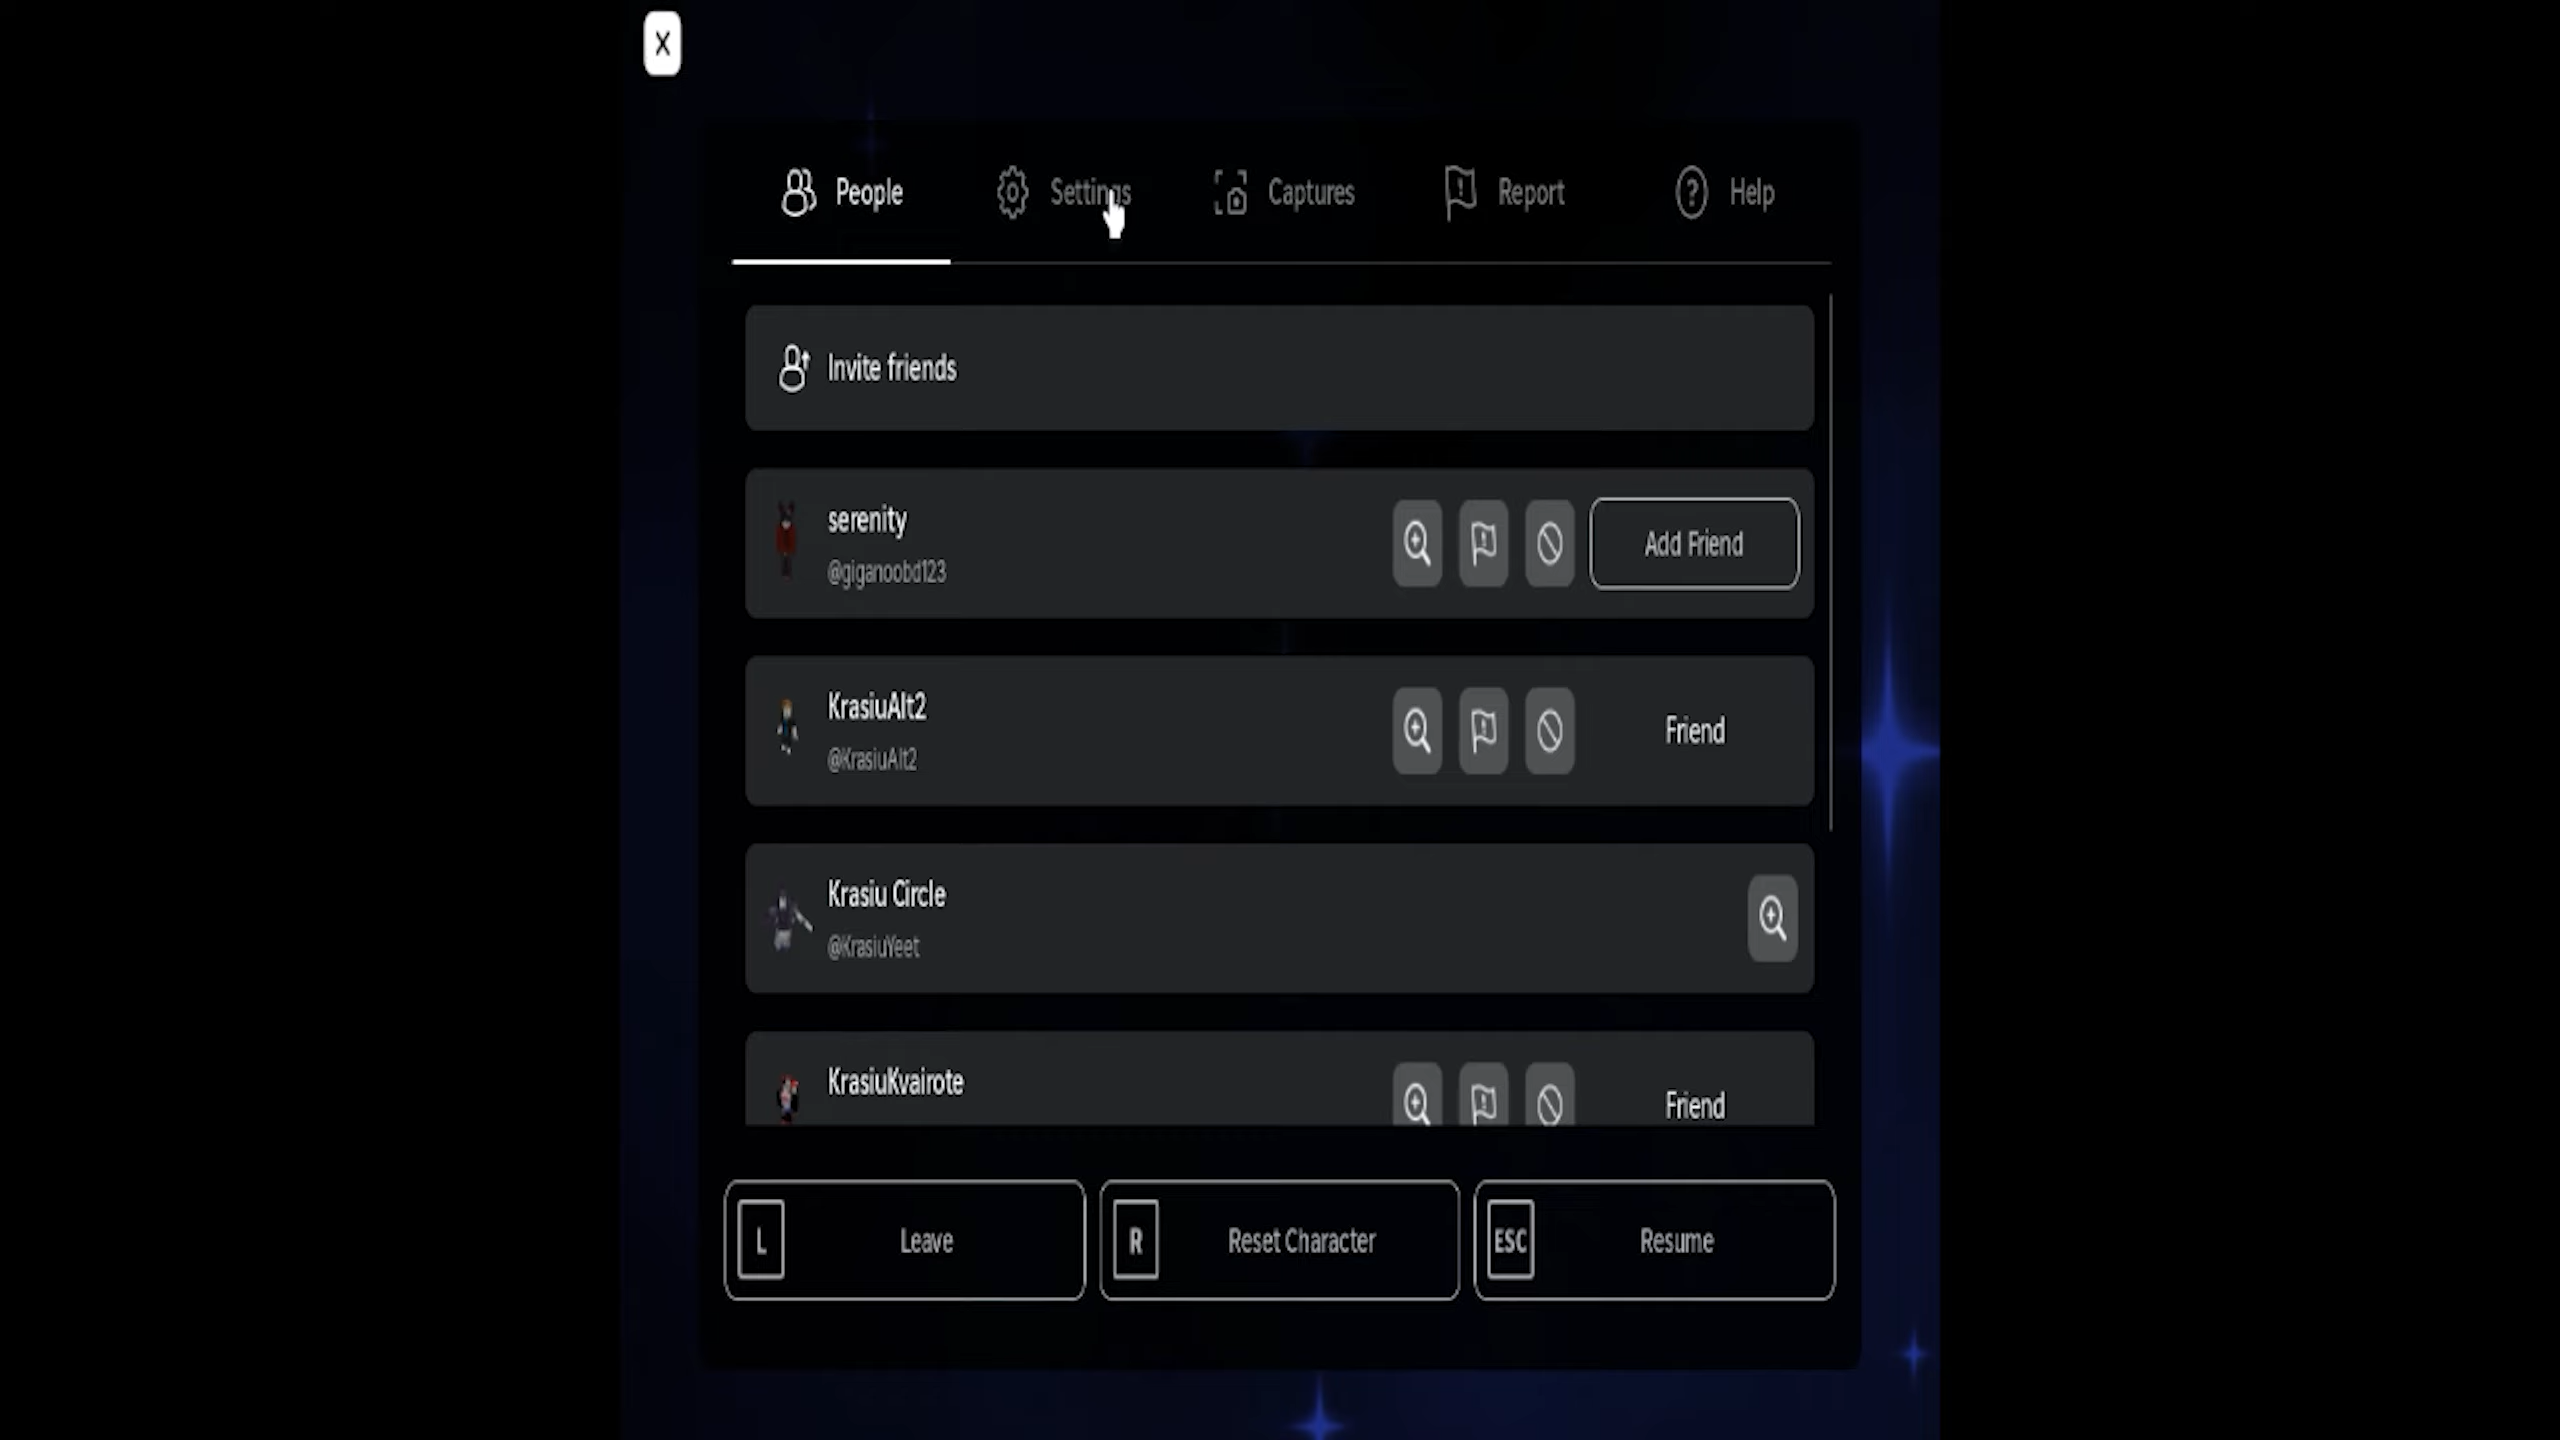 X
People
Settings
Captures
Report
Help
Invite friends
serenity
@giganoobd123
Add Friend
KrasiuAlt2
@KrasiuAlt2
Friend
Krasiu Circle
@KrasiuYeet
KrasiuKvairote
Friend
L Leave
R Reset Character
ESC Resume